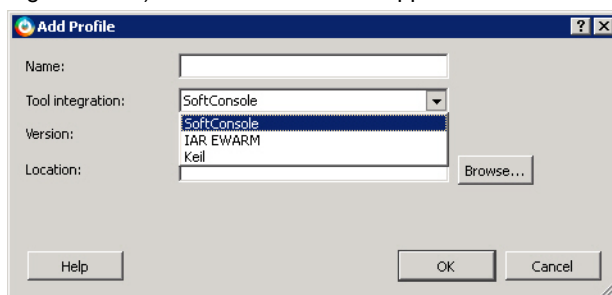 Add Profile
Name:
Tool integration: SoftConsole
SoftConsole
Version:
IAR EWARM
Keil
Location: Browse...
Help OK Cancel